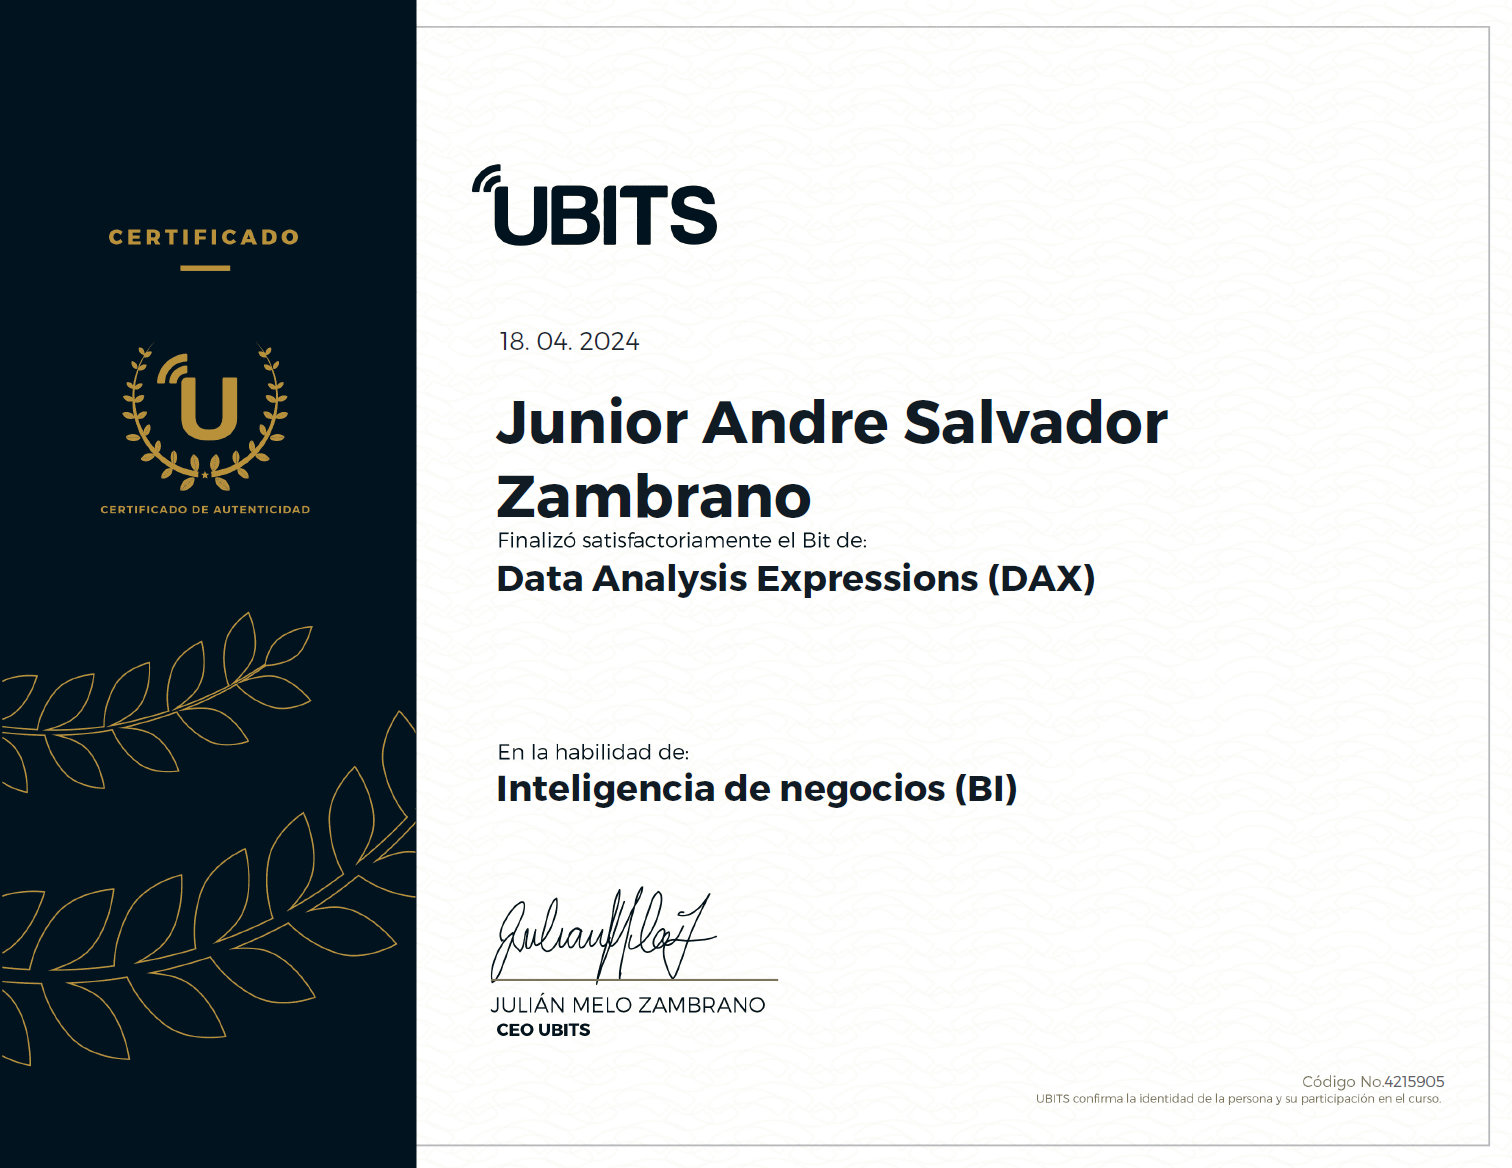 CERTIFICADO
U
CERTIFICADO DE AUTENTICIDAD
UBITS
18. 04. 2024
Junior Andre Salvador
Zambrano
Finalizó satisfactoriamente el Bit de:
Data Analysis Expressions (DAX)
En la habilidad de:
Inteligencia de negocios (BI)
JULIÁN MELO ZAMBRANO
CEO UBITS
Código No.4215905
UBITS confirma la identidad de la persona y su participación en el curso.